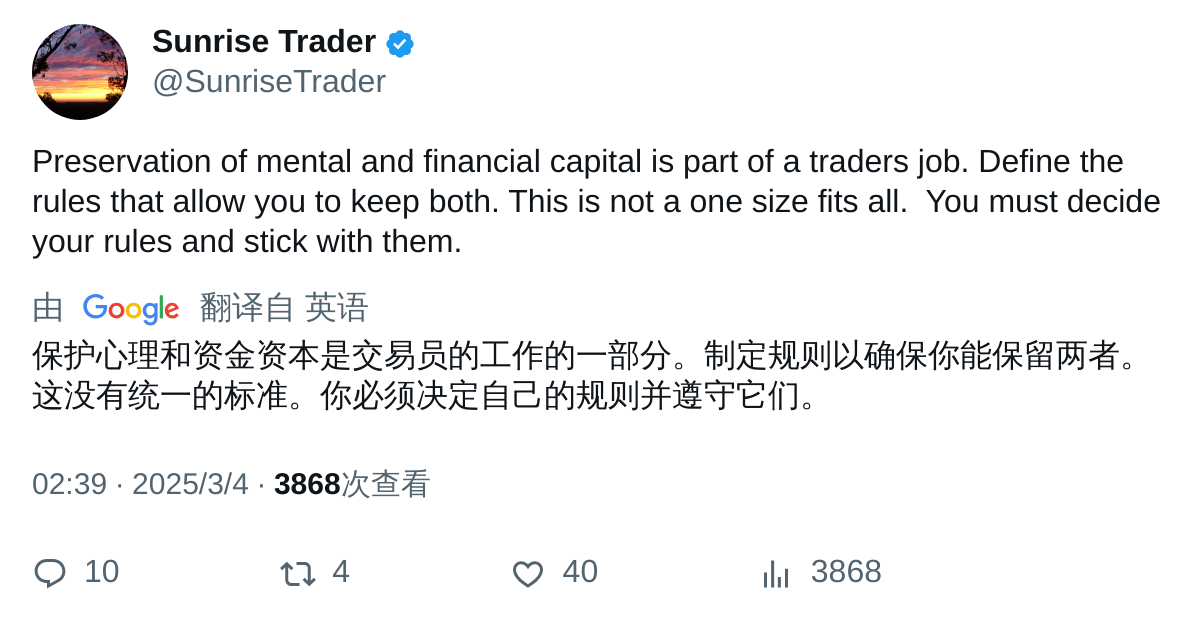 Sunrise Trader
@SunriseTrader
Preservation of mental and financial capital is part of a traders job. Define the
rules that allow you to keep both. This is not a one size fits all.  You must decide
your rules and stick with them.
由 Google 翻译自 英语
保护心理和资金资本是交易员的工作的一部分。制定规则以确保你能保留两者。
这没有统一的标准。你必须决定自己的规则并遵守它们。
02:39 · 2025/3/4 · 3868次查看
10 4 40 3868